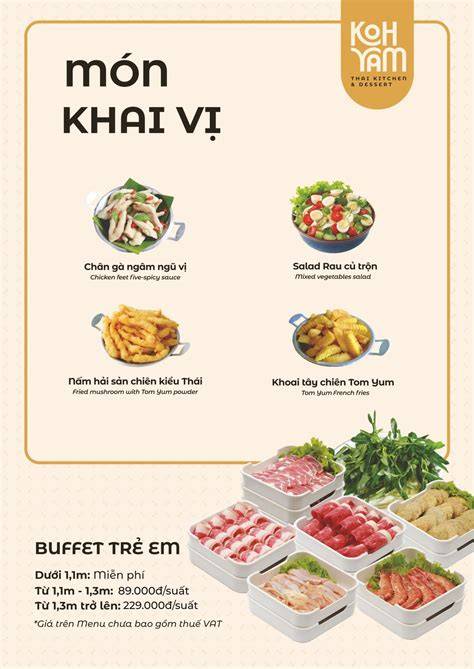 KOH
YAM
THAI KITCHEN
& DESSERT
món
KHAI VỊ
Chân gà ngâm ngũ vị
Chicken feet five-spicy sauce
Salad Rau củ trộn
Mixed vegetables salad
Nấm hải sản chiên kiểu Thái
Fried mushroom with Tom Yum powder
Khoai tây chiên Tom Yum
Tom Yum French fries
BUFFET TRẺ EM
Dưới 1,1m: Miễn phí
Từ 1,1m - 1,3m: 89.000đ/suất
Từ 1,3m trở lên: 229.000đ/suất
*Giá trên Menu chưa bao gồm thuế VAT